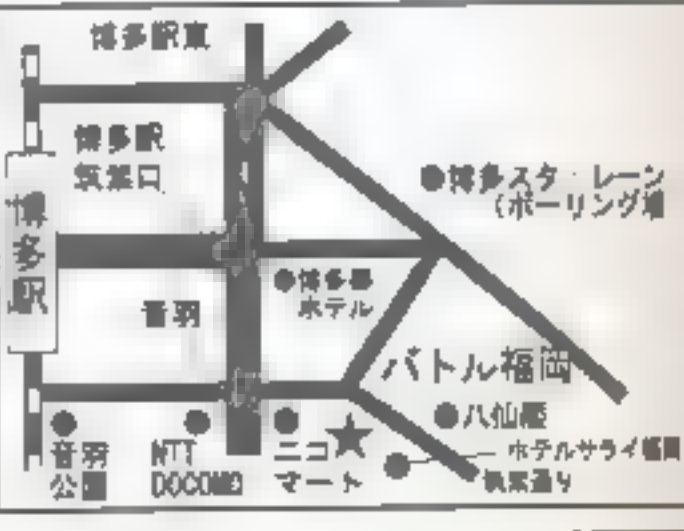 博多駅東
博多駅
筑紫口
博多駅
●博多スターレーン
(ボーリング場
●博多都
ホテル
音羽
バトル福岡
●八仙閣
音羽
公園
NTT
DOCOMO
ニコ
マート
ホテルサライ福岡
筑紫通り